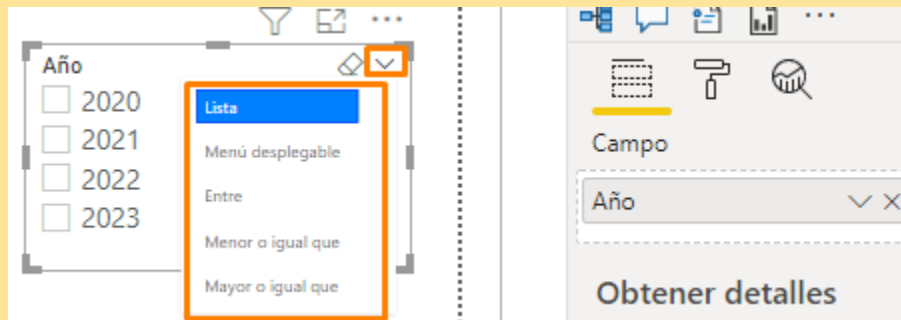 Año
2020
2021
2022
2023
Lista
Menú desplegable
Entre
Menor o igual que
Mayor o igual que
Campo
Año
Obtener detalles